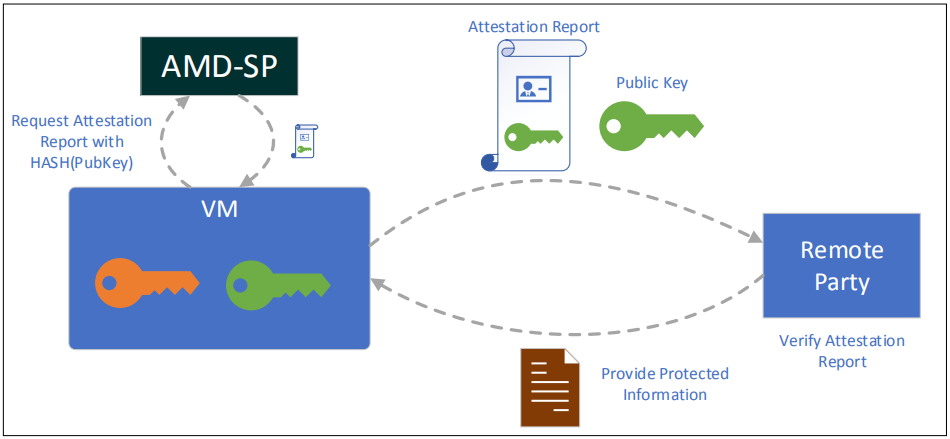 Attestation Report
AMD-SP
Public Key
Request Attestation
Report with
HASH(PubKey)
VM
Remote
Party
Verify Attestation
Report
Provide Protected
Information